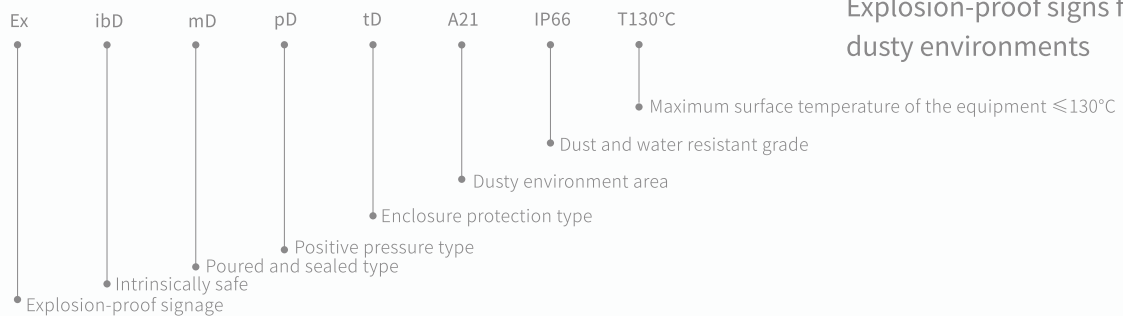 Ex ibD mD pD tD A21 IP66 T130°C
Explosion-proof signs f
dusty environments
Maximum surface temperature of the equipment ≤130°C
Dust and water resistant grade
Dusty environment area
Enclosure protection type
Positive pressure type
Poured and sealed type
Intrinsically safe
Explosion-proof signage